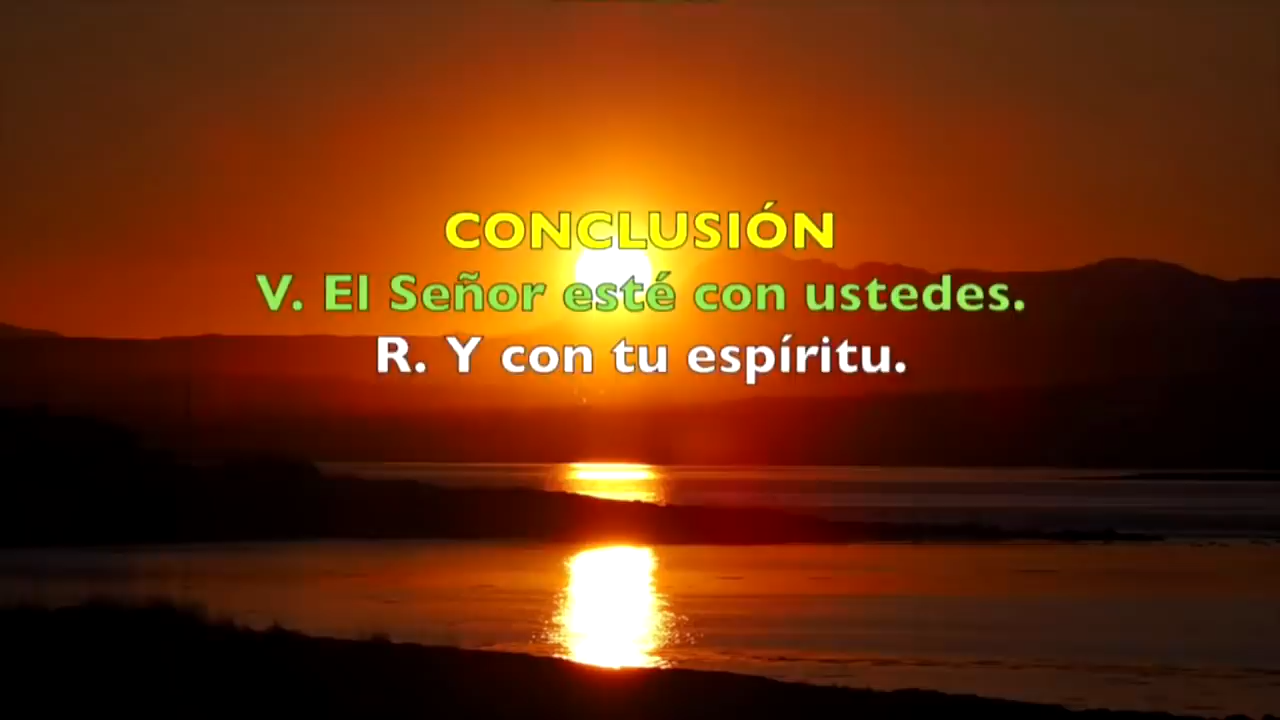 CONCLUSIÓN
V. El Señor esté con ustedes.
R. Y con tu espíritu.